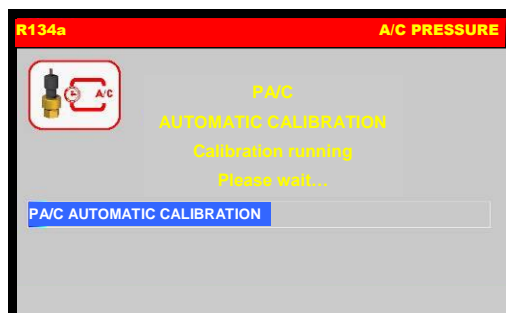 R134a A/C PRESSURE
A/C
PA/C
AUTOMATIC CALIBRATION
Calibration running
Please wait...
PA/C AUTOMATIC CALIBRATION